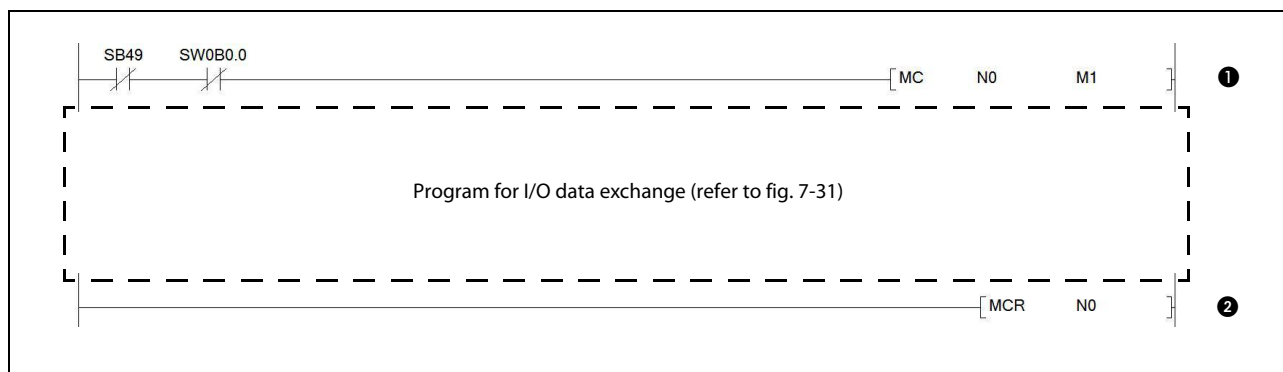 SB49 SW0B0.0
[MC N0 M1 ] ❶
Program for I/O data exchange (refer to fig. 7-31)
[MCR N0 ] ❷